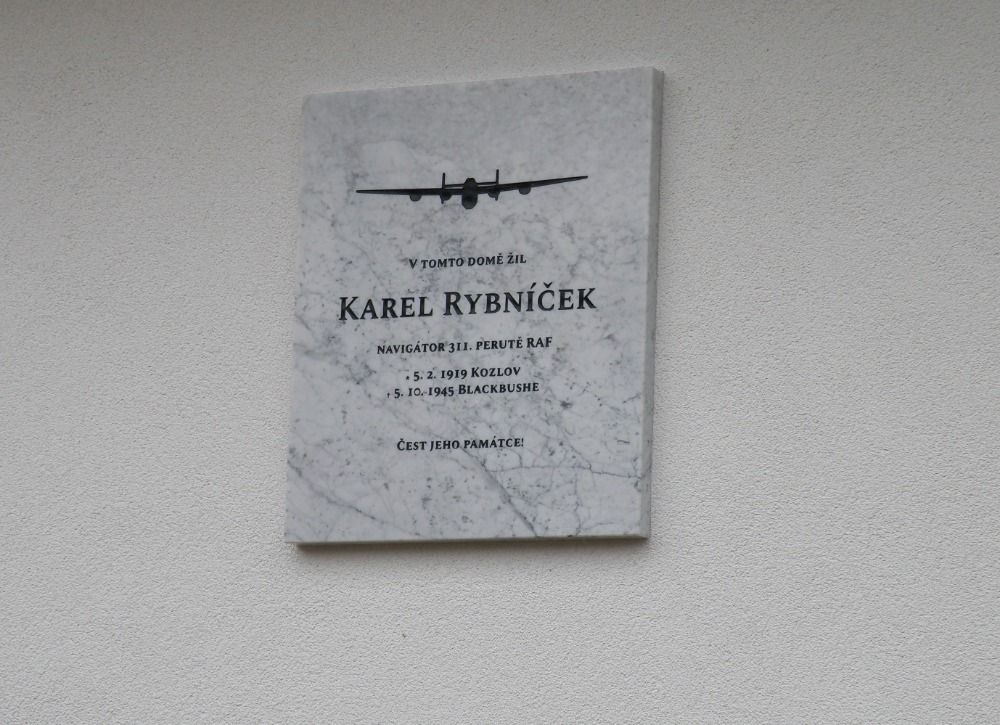 V TOMTO DOMĚ ŽIL
KAREL RYBNÍČEK
NAVIGÁTOR 311. PERUTĚ RAF
* 5. 2. 1919 KOZLOV
† 5. 10. 1945 BLACKBUSHE
ČEST JEHO PAMÁTCE!